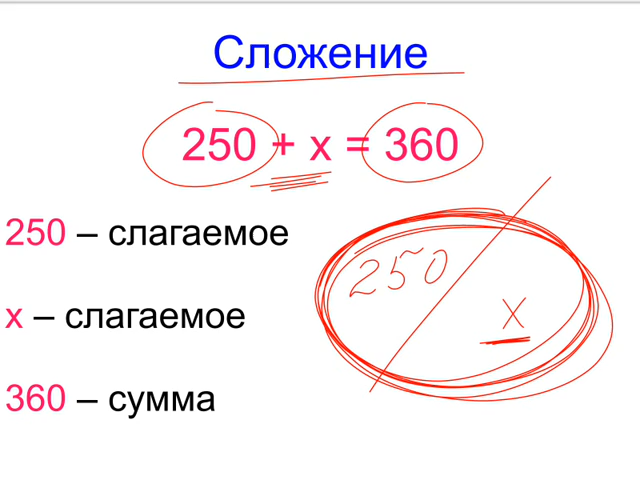 Сложение
250 + х = 360
250 – слагаемое
х – слагаемое
360 – сумма
250
х